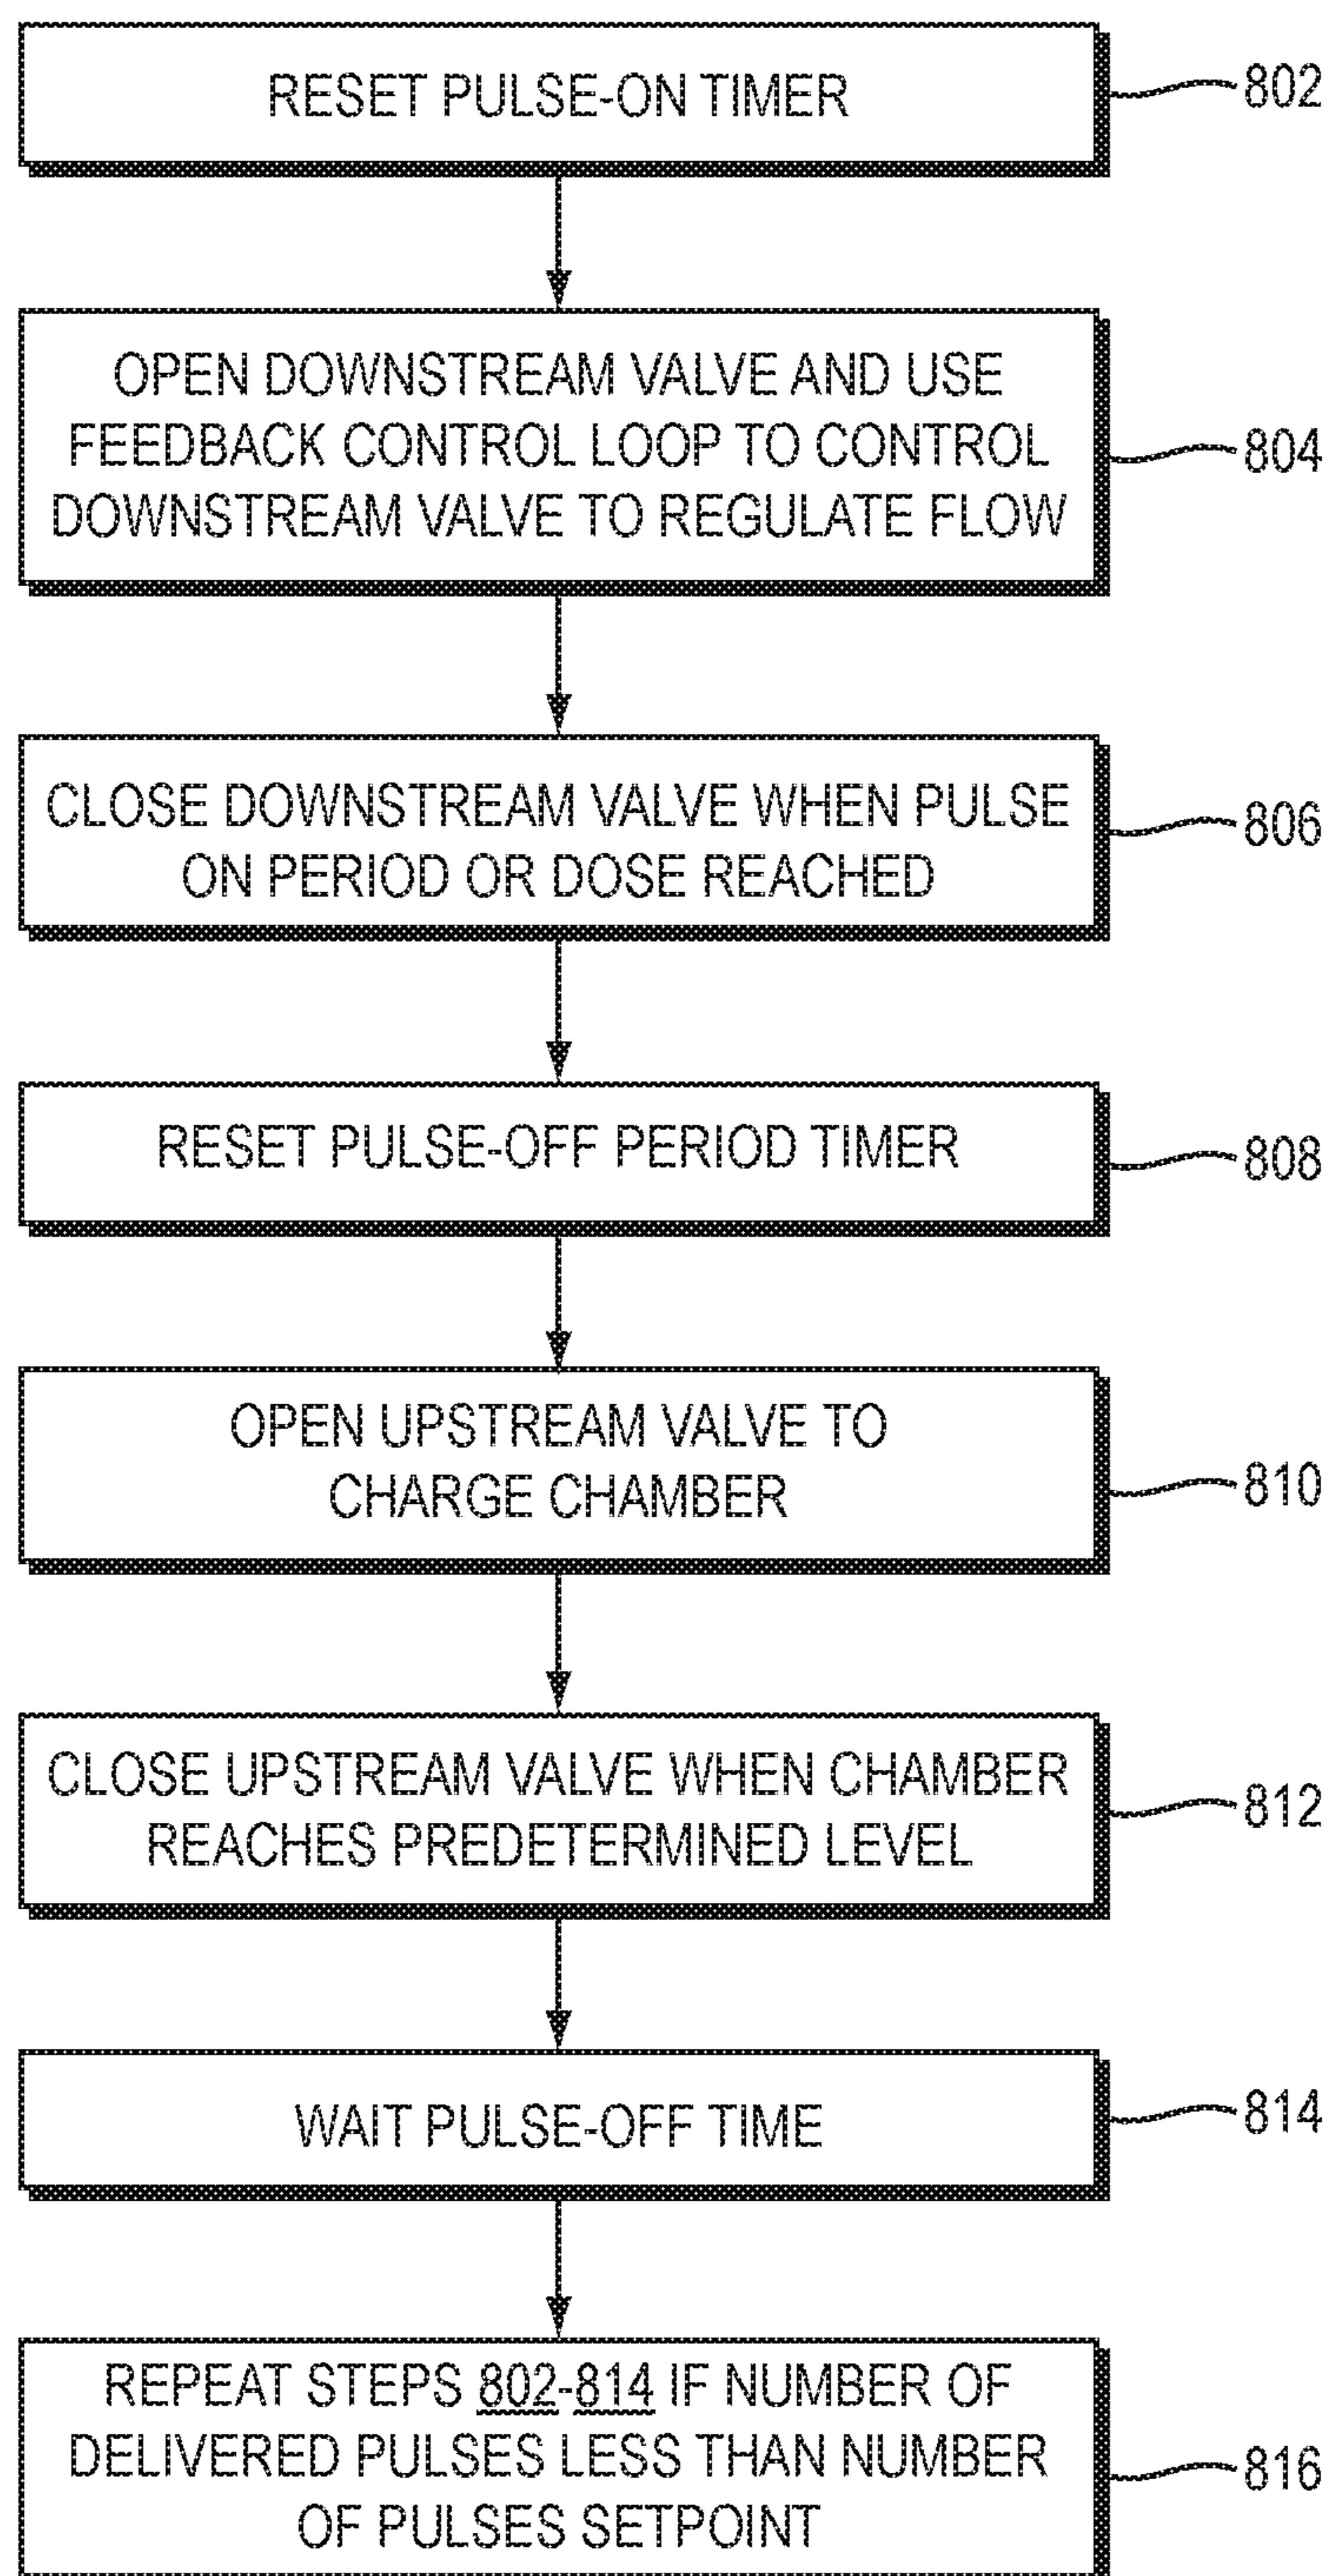 RESET PULSE-ON TIMER
802
OPEN DOWNSTREAM VALVE AND USE
FEEDBACK CONTROL LOOP TO CONTROL
DOWNSTREAM VALVE TO REGULATE FLOW
804
CLOSE DOWNSTREAM VALVE WHEN PULSE
ON PERIOD OR DOSE REACHED
806
RESET PULSE-OFF PERIOD TIMER
808
OPEN UPSTREAM VALVE TO
CHARGE CHAMBER
810
CLOSE UPSTREAM VALVE WHEN CHAMBER
REACHES PREDETERMINED LEVEL
812
WAIT PULSE-OFF TIME
814
REPEAT STEPS 802-814 IF NUMBER OF
DELIVERED PULSES LESS THAN NUMBER
OF PULSES SETPOINT
816